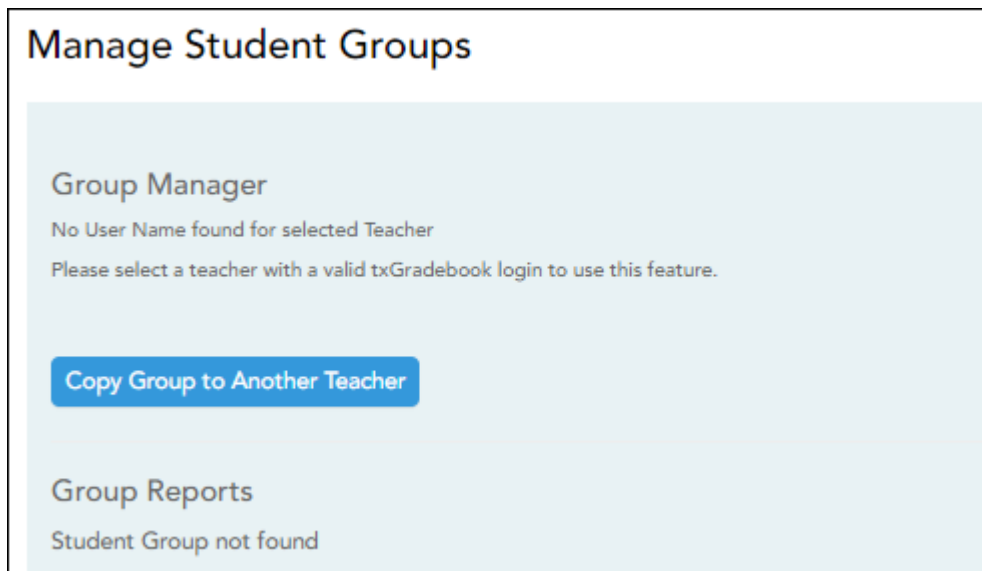 Manage Student Groups
Group Manager
No User Name found for selected Teacher
Please select a teacher with a valid txGradebook login to use this feature.
Copy Group to Another Teacher
Group Reports
Student Group not found